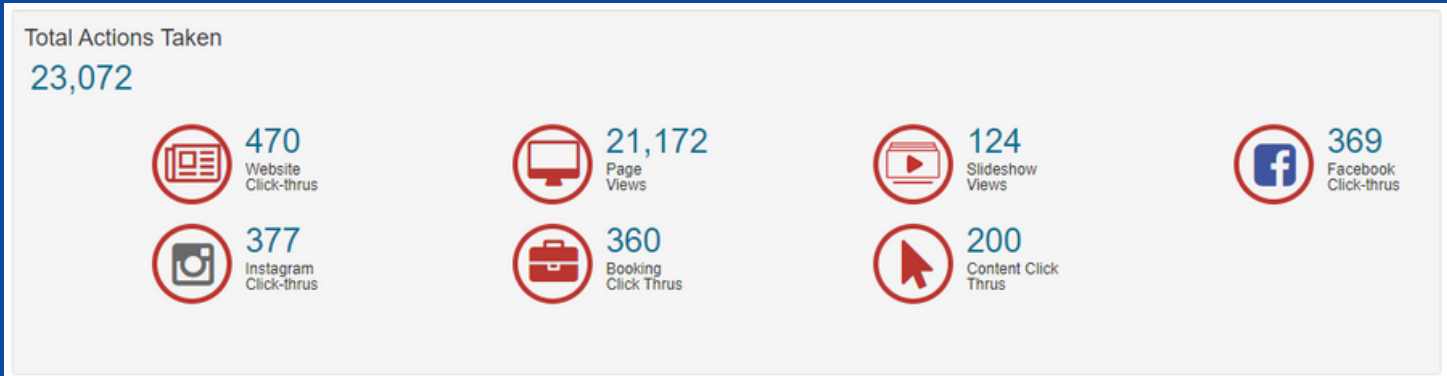 Total Actions Taken
23,072
470
Website
Click-thrus
21,172
Page
Views
124
Slideshow
Views
369
Facebook
Click-thrus
377
Instagram
Click-thrus
360
Booking
Click Thrus
200
Content Click
Thrus